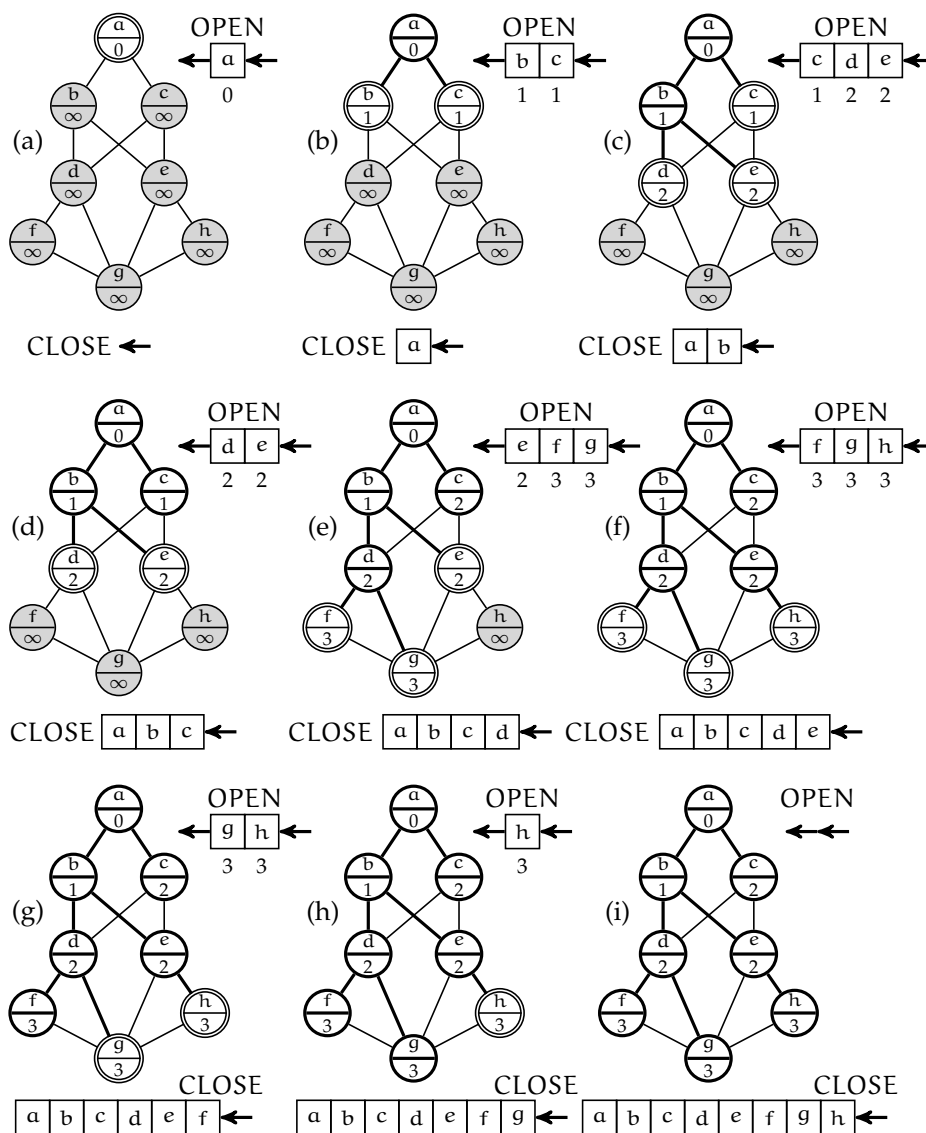 a OPEN a OPEN a OPEN
0 a 0 b c 0 c d e
0 1 1 1 2 2
b c b c b c
∞ ∞ 1 1 1 1
(a) (b) (c)
d e d e d e
∞ ∞ ∞ ∞ 2 2
f h f h f h
∞ ∞ ∞ ∞ ∞ ∞
g g g
∞ ∞ ∞
CLOSE CLOSE a CLOSE a b
a OPEN a OPEN a OPEN
0 d e 0 e f g 0 f g h
2 2 2 3 3 3 3 3
b c b c b c
1 1 1 2 1 2
(d) (e) (f)
d e d e d e
2 2 2 2 2 2
f h f h f h
∞ ∞ 3 ∞ 3 3
g g g
∞ 3 3
CLOSE a b c CLOSE a b c d CLOSE a b c d e
a OPEN a OPEN a OPEN
0 g h 0 h 0
3 3 3
b c b c b c
1 2 1 2 1 2
(g) (h) (i)
d e d e d e
2 2 2 2 2 2
f h f h f h
3 3 3 3 3 3
g g g
3 3 3
CLOSE CLOSE CLOSE
a b c d e f a b c d e f g a b c d e f g h